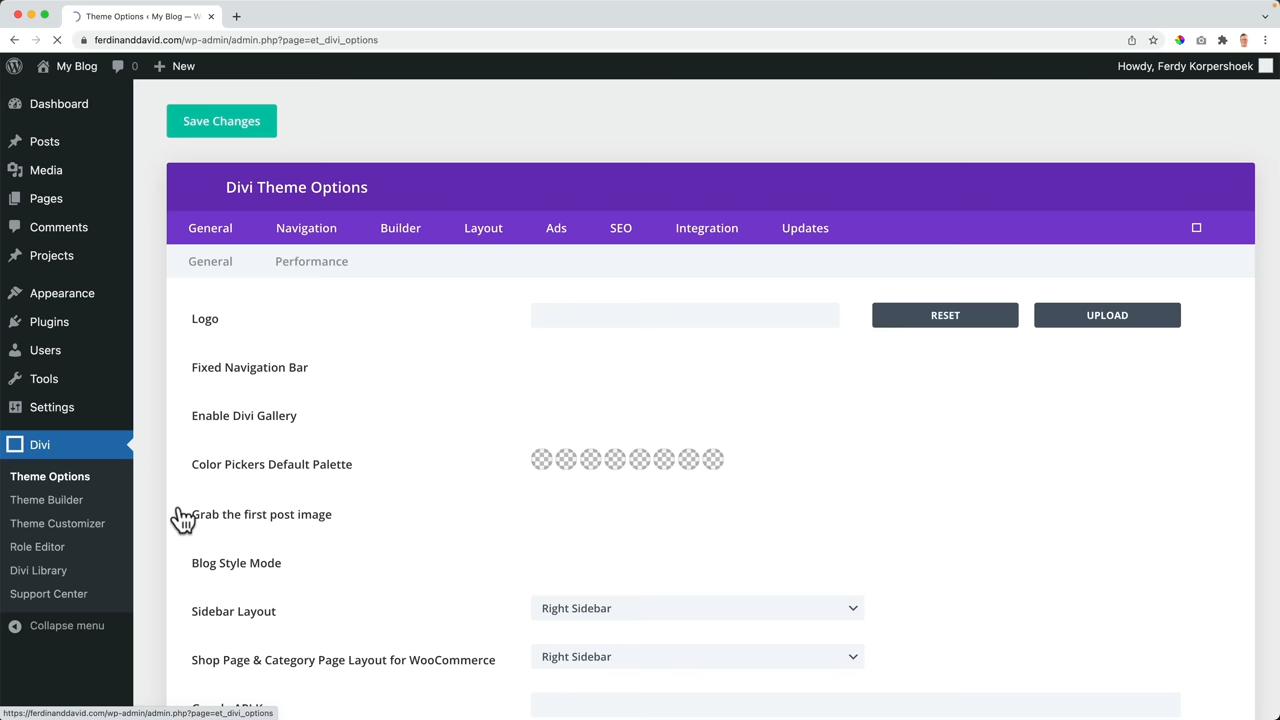 Theme Options ‹ My Blog — W
ferdinanddavid.com/wp-admin/admin.php?page=et_divi_options
My Blog
0
New
Howdy, Ferdy Korpershoek
Dashboard
Posts
Media
Pages
Comments
Projects
Appearance
Plugins
Users
Tools
Settings
Divi
Theme Options
Theme Builder
Theme Customizer
Role Editor
Divi Library
Support Center
Collapse menu
Save Changes
Divi Theme Options
General Navigation Builder Layout Ads SEO Integration Updates
General Performance
Logo RESET UPLOAD
Fixed Navigation Bar
Enable Divi Gallery
Color Pickers Default Palette
Grab the first post image
Blog Style Mode
Sidebar Layout Right Sidebar
Shop Page & Category Page Layout for WooCommerce Right Sidebar
https://ferdinanddavid.com/wp-admin/admin.php?page=et_divi_options